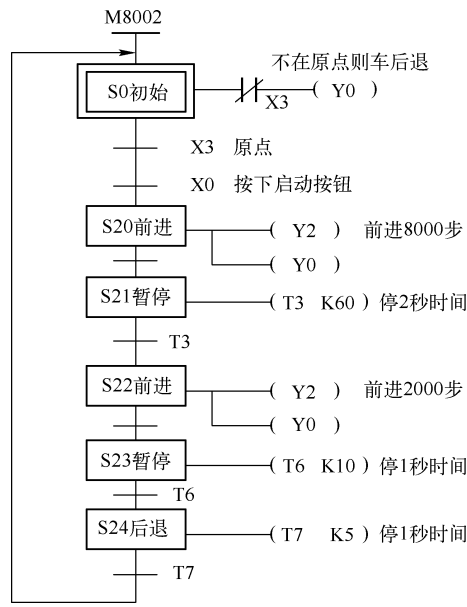 M8002
不在原点则车后退
S0初始
X3
( Y0 )
X3 原点
X0 按下启动按钮
S20前进
( Y2 ) 前进8000步
( Y0 )
S21暂停
( T3 K60 ) 停2秒时间
T3
S22前进
( Y2 ) 前进2000步
( Y0 )
S23暂停
( T6 K10 ) 停1秒时间
T6
S24后退
( T7 K5 ) 停1秒时间
T7